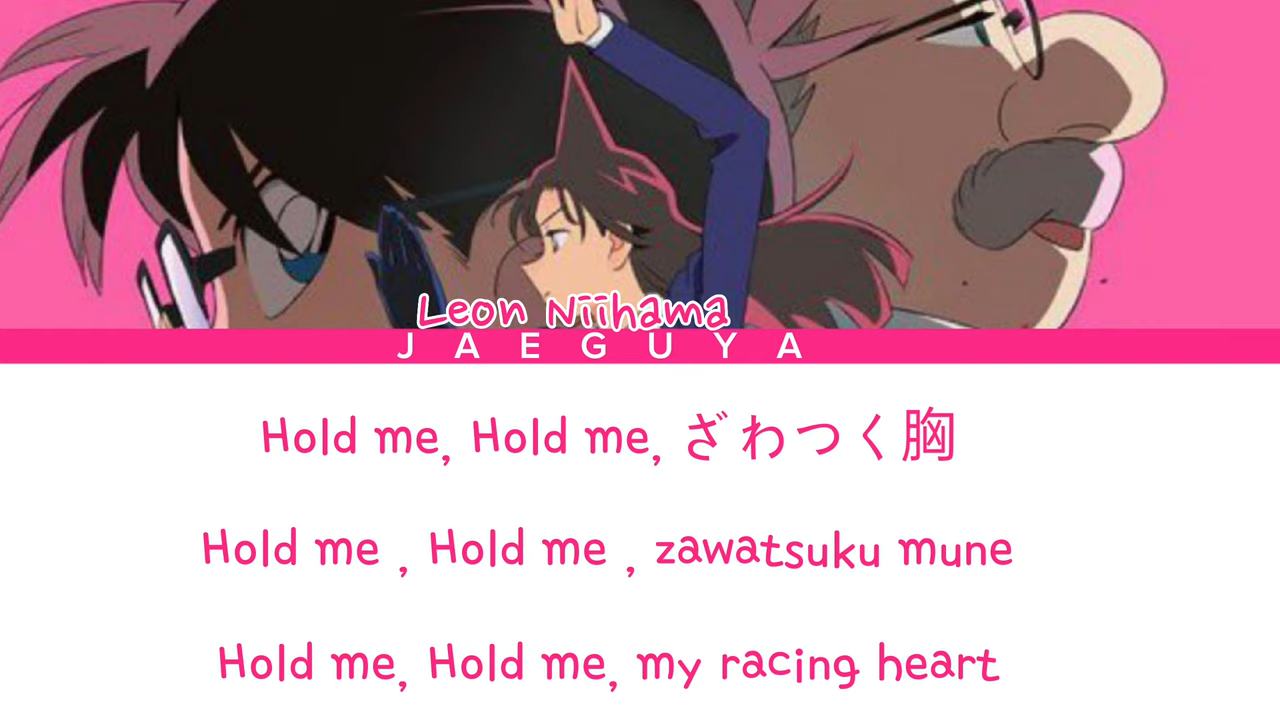 Leon Niihama
JAEGUYA
Hold me, Hold me, ざわつく胸
Hold me , Hold me , zawatsuku mune
Hold me, Hold me, my racing heart